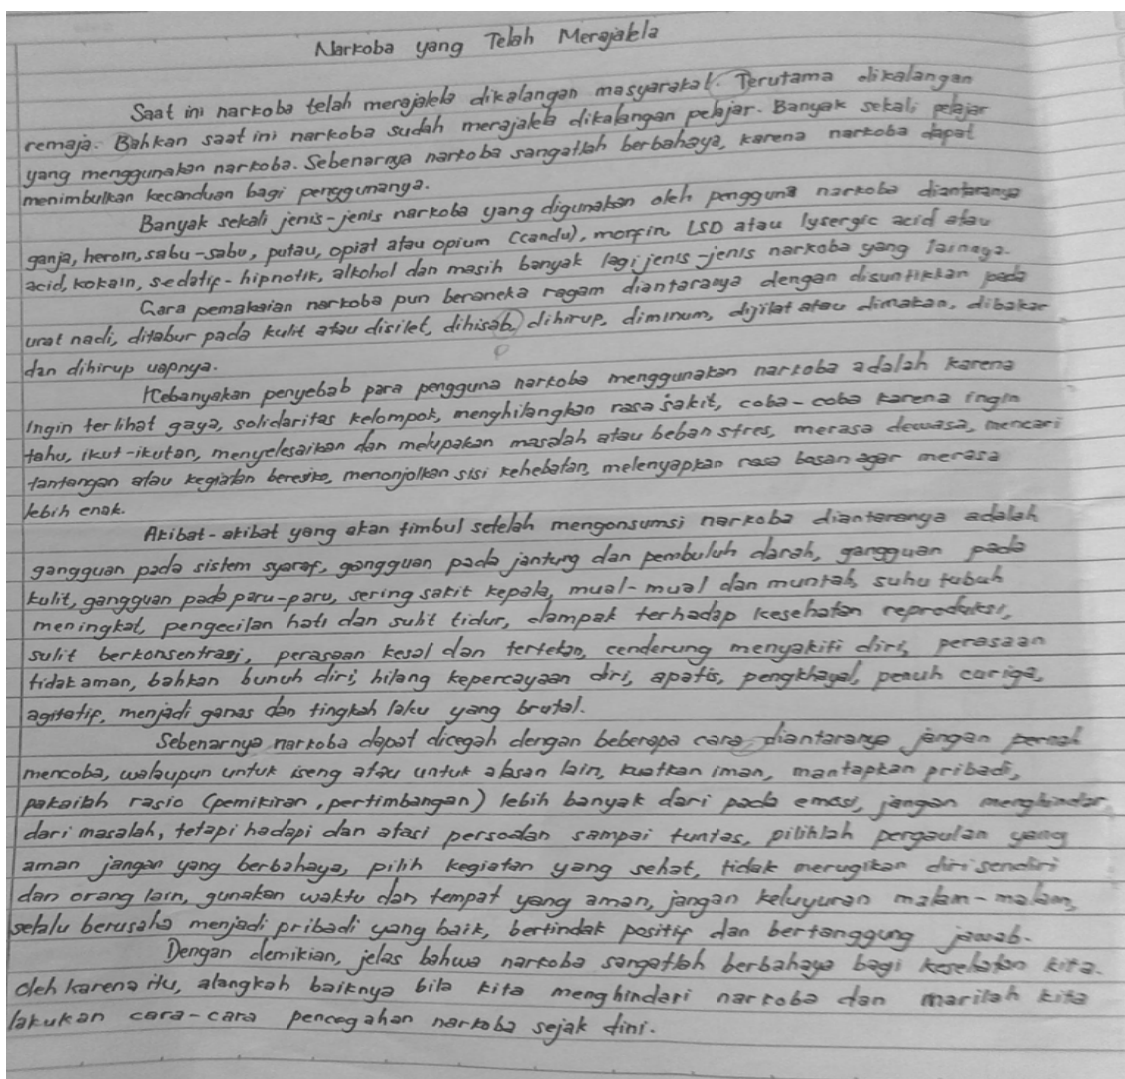 Narkoba yang Telah Merajalela
Saat ini narkoba telah merajalela dikalangan masyarakat. Terutama dikalangan
remaja. Bahkan saat ini narkoba sudah merajalela dikalangan pelajar. Banyak sekali pelajar
yang menggunakan narkoba. Sebenarnya narkoba sangatlah berbahaya, karena narkoba dapat
menimbulkan kecanduan bagi penggunanya.
Banyak sekali jenis-jenis narkoba yang digunakan oleh pengguna narkoba diantaranya
ganja, heroin, sabu-sabu, putau, opiat atau opium (candu), morfin, LSD atau lysergic acid atau
acid, kokain, sedatif-hipnotik, alkohol dan masih banyak lagi jenis-jenis narkoba yang lainnya.
Cara pemakaian narkoba pun beraneka ragam diantaranya dengan disuntikkan pada
urat nadi, ditabur pada kulit atau disilet, dihisab, dihirup, diminum, dijilat atau dimakan, dibakar
dan dihirup uapnya.
Kebanyakan penyebab para pengguna narkoba menggunakan narkoba adalah karena
ingin terlihat gaya, solidaritas kelompok, menghilangkan rasa sakit, coba-coba karena ingin
tahu, ikut-ikutan, menyelesaikan dan melupakan masalah atau beban stres, merasa dewasa, mencari
tantangan atau kegiatan beresiko, menonjolkan sisi kehebatan, melenyapkan rasa bosan agar merasa
lebih enak.
Akibat-akibat yang akan timbul setelah mengonsumsi narkoba diantaranya adalah
gangguan pada sistem syaraf, gangguan pada jantung dan pembuluh darah, gangguan pada
kulit, gangguan pada paru-paru, sering sakit kepala, mual-mual dan muntah, suhu tubuh
meningkat, pengecilan hati dan sulit tidur, dampak terhadap kesehatan reproduksi,
sulit berkonsentrasi, perasaan kesal dan tertekan, cenderung menyakiti diri, perasaan
tidak aman, bahkan bunuh diri, hilang kepercayaan diri, apatis, pengkhayal, penuh curiga,
agitatif, menjadi ganas dan tingkah laku yang brutal.
Sebenarnya narkoba dapat dicegah dengan beberapa cara diantaranya jangan pernah
mencoba, walaupun untuk iseng atau untuk alasan lain, kuatkan iman, mantapkan pribadi,
pakailah rasio (pemikiran, pertimbangan) lebih banyak dari pada emosi, jangan menghindar
dari masalah, tetapi hadapi dan atasi persoalan sampai tuntas, pilihlah pergaulan yang
aman jangan yang berbahaya, pilih kegiatan yang sehat, tidak merugikan diri sendiri
dan orang lain, gunakan waktu dan tempat yang aman, jangan keluyuran malam-malam,
selalu berusaha menjadi pribadi yang baik, bertindak positif dan bertanggung jawab.
Dengan demikian, jelas bahwa narkoba sangatlah berbahaya bagi kesehatan kita.
Oleh karena itu, alangkah baiknya bila kita menghindari narkoba dan marilah kita
lakukan cara-cara pencegahan narkoba sejak dini.